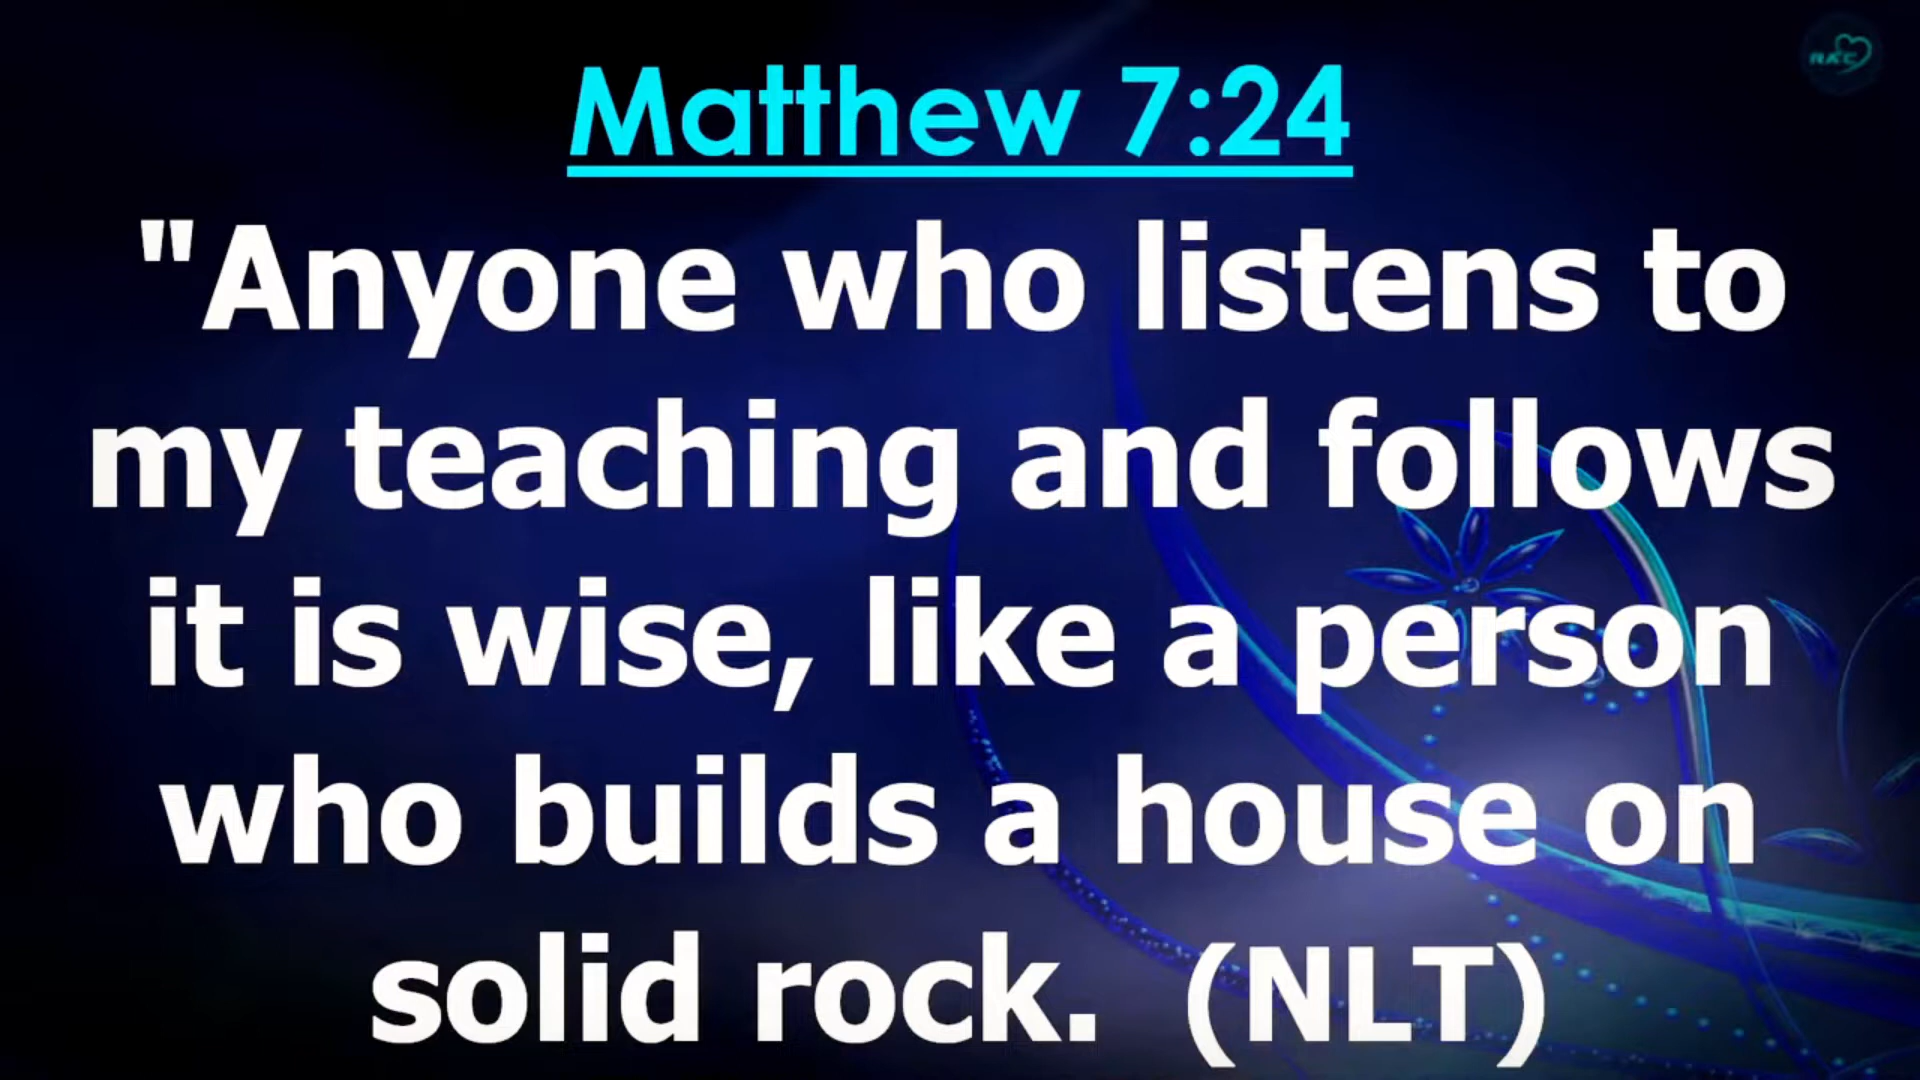 RAC
Matthew 7:24
"Anyone who listens to
my teaching and follows
it is wise, like a person
who builds a house on
solid rock. (NLT)